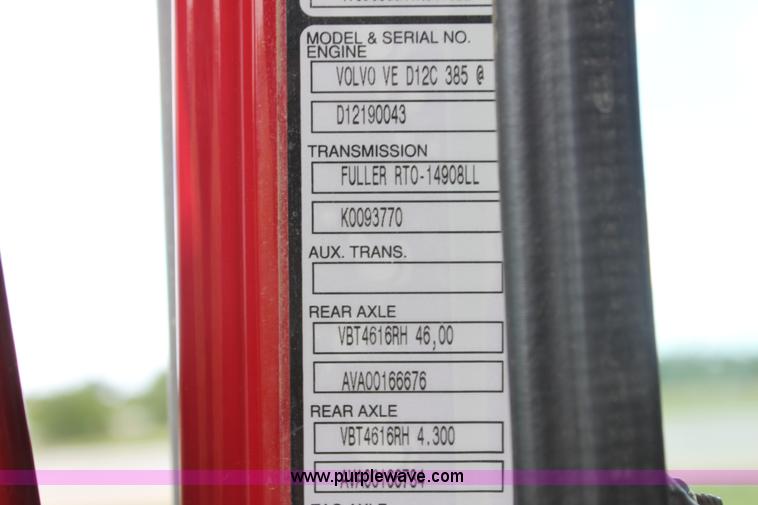 MODEL & SERIAL NO.
ENGINE
VOLVO VE D12C 385 @
D12190043
TRANSMISSION
FULLER RTO-14908LL
K0093770
AUX. TRANS.
REAR AXLE
VBT4616RH 46,00
AVA00166676
REAR AXLE
VBT4616RH 4.300
www.purplewave.com